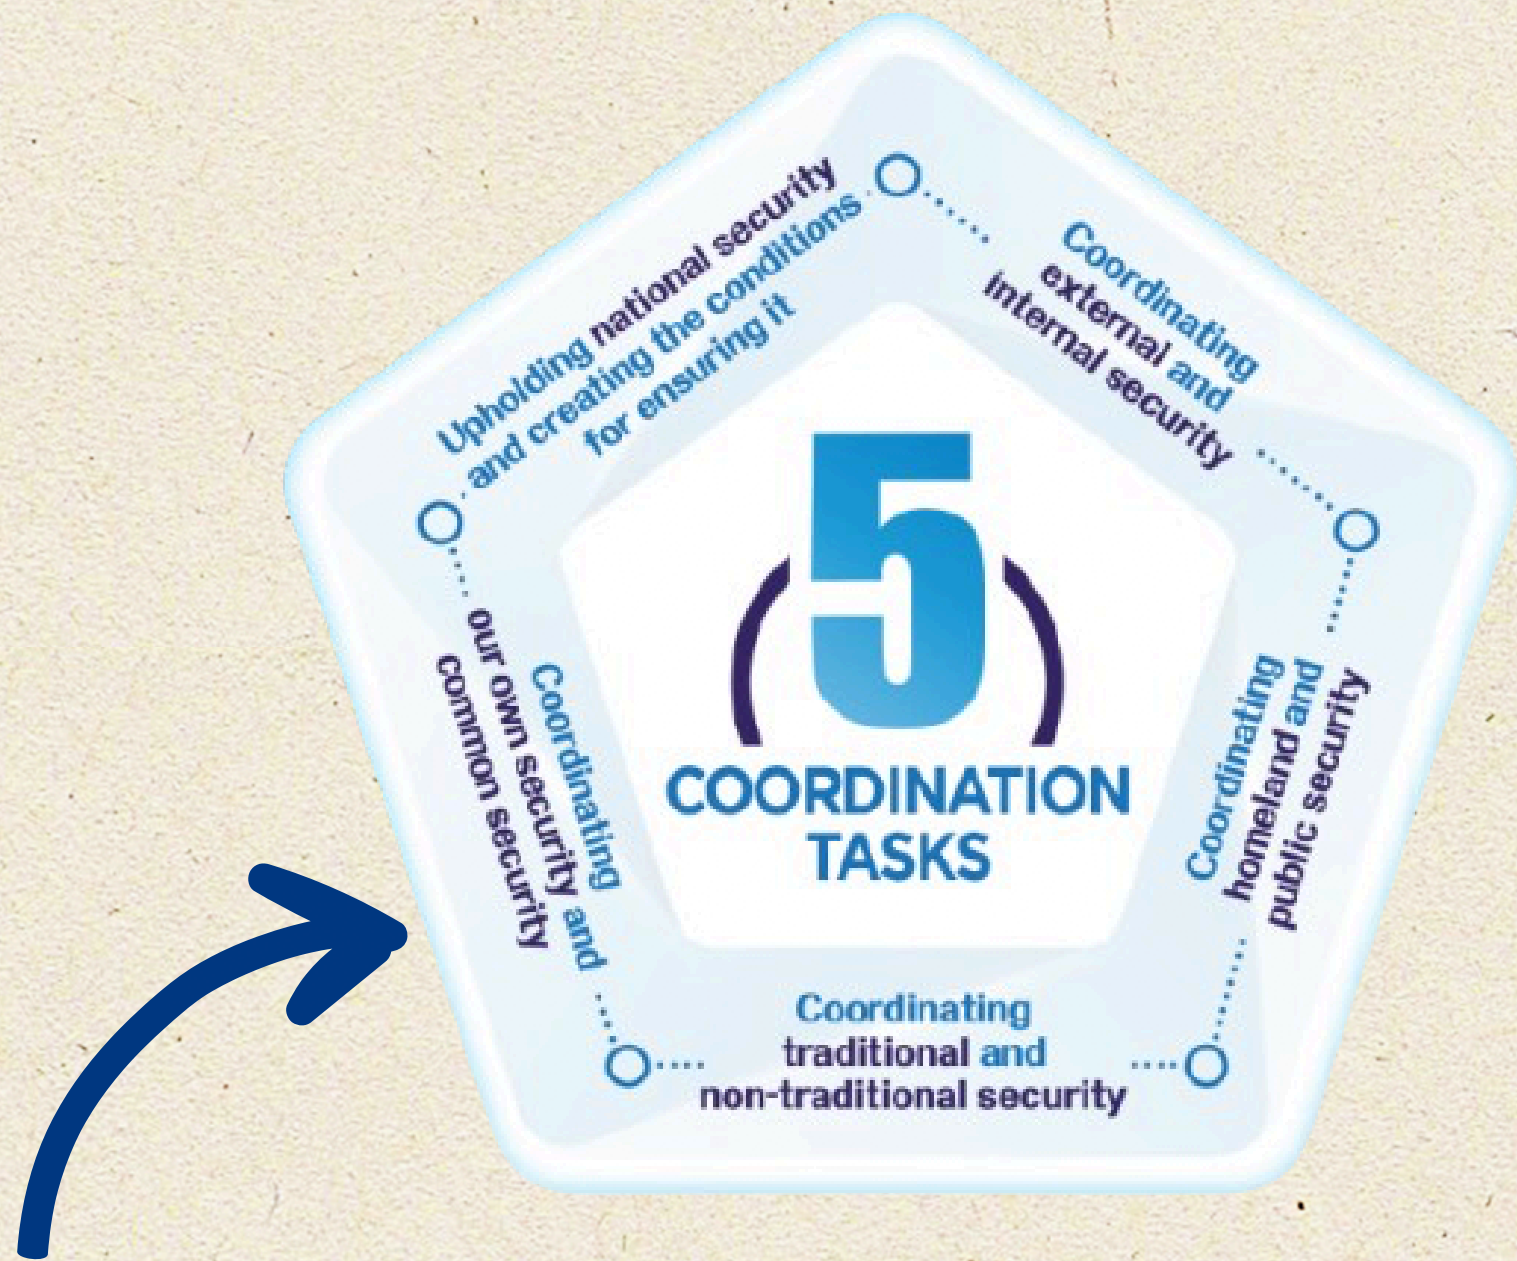 Upholding national security
and creating the conditions
for ensuring it
Coordinating
external and
internal security
Coordinating
homeland and
public security
Coordinating
traditional and
non-traditional security
Coordinating
our own security and
common security
(5)
COORDINATION
TASKS